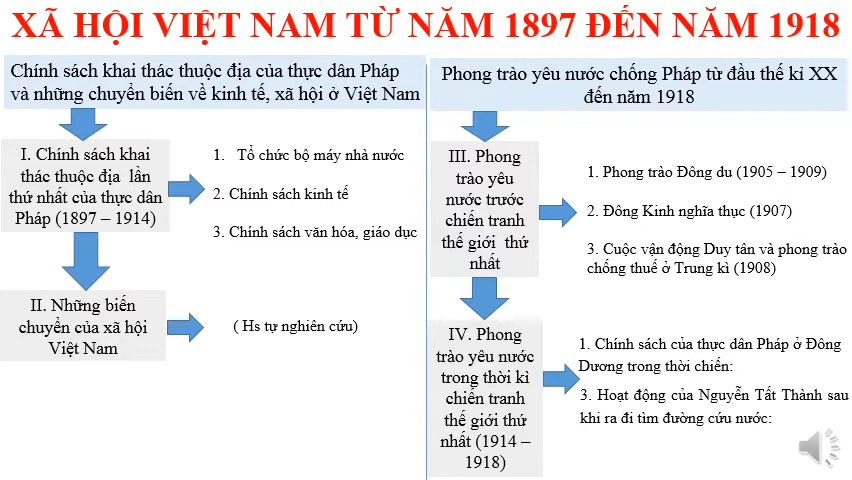 XÃ HỘI VIỆT NAM TỪ NĂM 1897 ĐẾN NĂM 1918
Chính sách khai thác thuộc địa của thực dân Pháp
và những chuyển biến về kinh tế, xã hội ở Việt Nam
I. Chính sách khai
thác thuộc địa lần
thứ nhất của thực dân
Pháp (1897 – 1914)
1. Tổ chức bộ máy nhà nước
2. Chính sách kinh tế
3. Chính sách văn hóa, giáo dục
II. Những biến
chuyển của xã hội
Việt Nam
( Hs tự nghiên cứu)
Phong trào yêu nước chống Pháp từ đầu thế kỉ XX
đến năm 1918
III. Phong
trào yêu
nước trước
chiến tranh
thế giới thứ
nhất
1. Phong trào Đông du (1905 – 1909)
2. Đông Kinh nghĩa thục (1907)
3. Cuộc vận động Duy tân và phong trào
chống thuế ở Trung kì (1908)
IV. Phong
trào yêu nước
trong thời kì
chiến tranh
thế giới thứ
nhất (1914 –
1918)
1. Chính sách của thực dân Pháp ở Đông
Dương trong thời chiến:
3. Hoạt động của Nguyễn Tất Thành sau
khi ra đi tìm đường cứu nước: